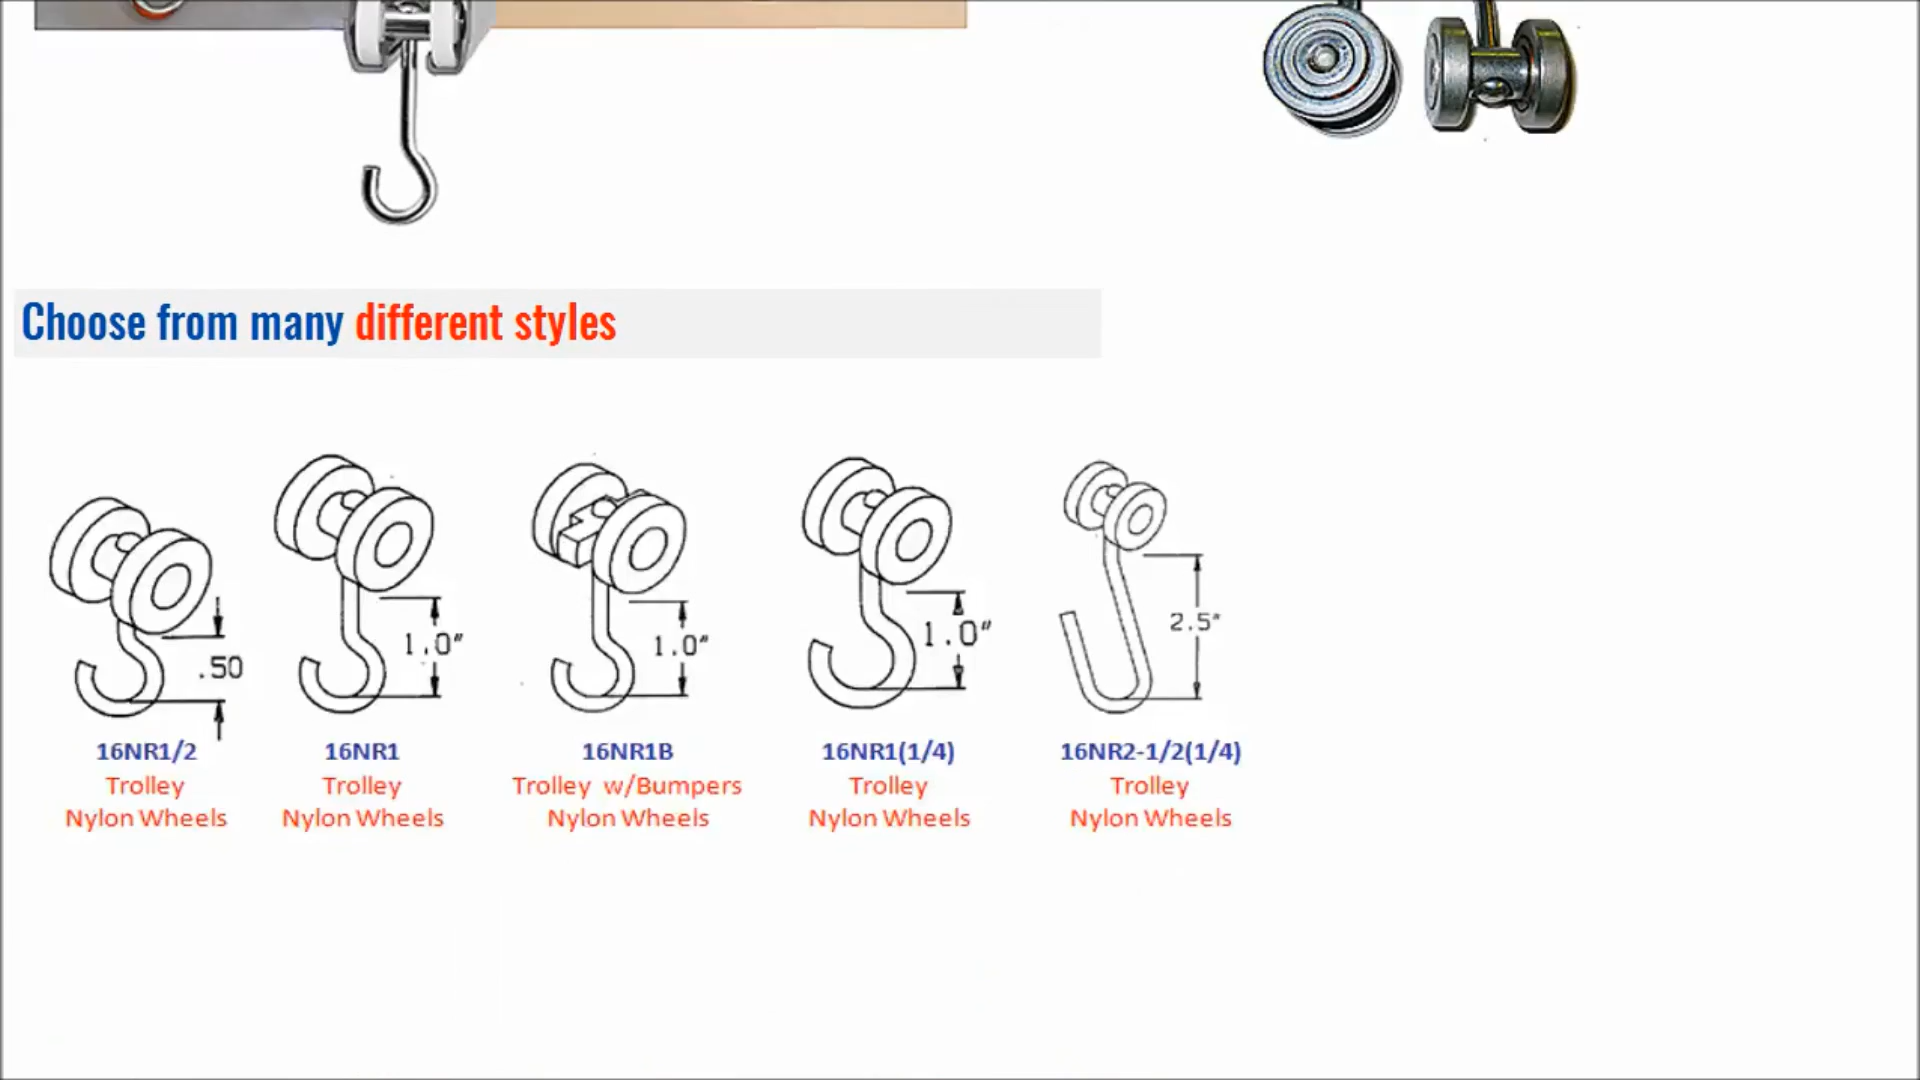 Choose from many different styles
.50
1.0"
1.0"
1.0"
2.5"
16NR1/2
Trolley
Nylon Wheels
16NR1
Trolley
Nylon Wheels
16NR1B
Trolley w/Bumpers
Nylon Wheels
16NR1(1/4)
Trolley
Nylon Wheels
16NR2-1/2(1/4)
Trolley
Nylon Wheels